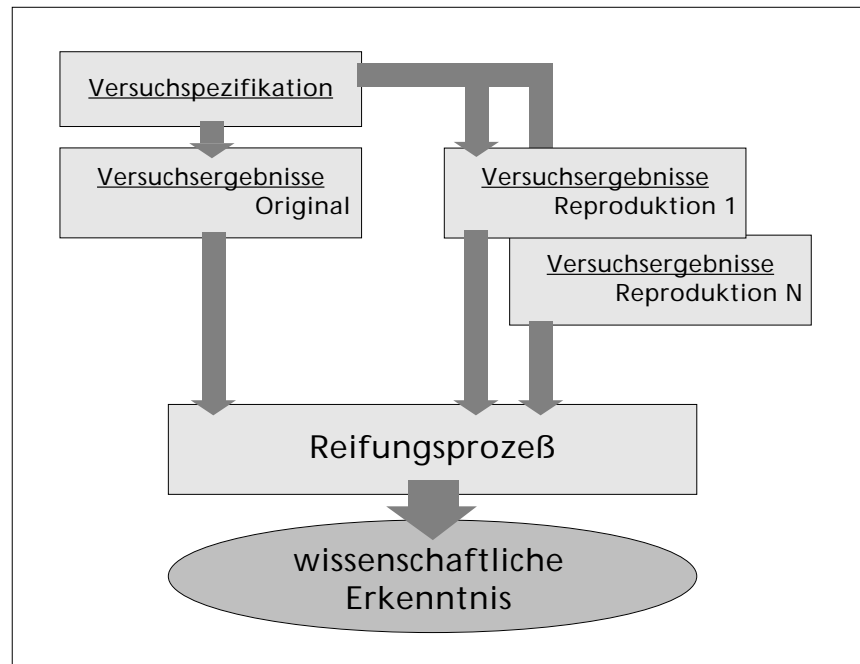 Versuchspezifikation
Versuchsergebnisse
Original
Versuchsergebnisse
Reproduktion 1
Versuchsergebnisse
Reproduktion N
Reifungsprozeß
wissenschaftliche
Erkenntnis